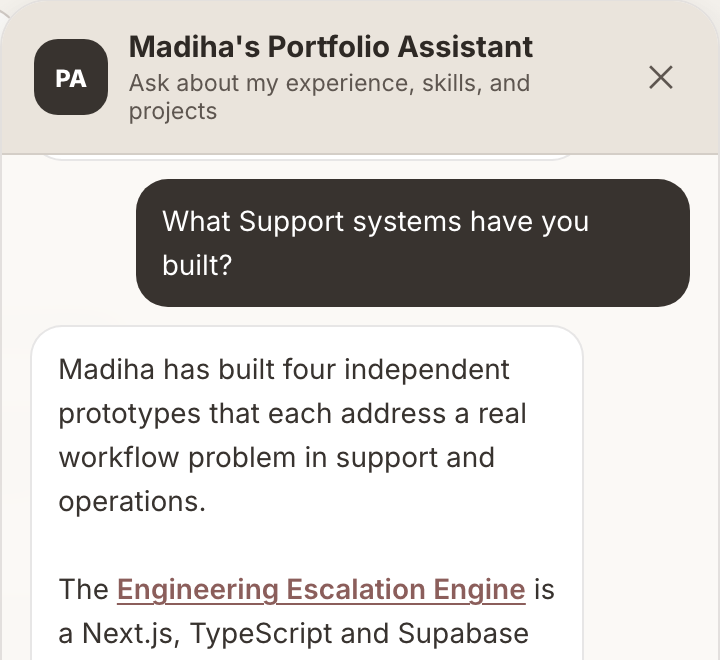 PA
Madiha's Portfolio Assistant
Ask about my experience, skills, and
projects
What Support systems have you
built?
Madiha has built four independent
prototypes that each address a real
workflow problem in support and
operations.
The Engineering Escalation Engine is
a Next.js, TypeScript and Supabase